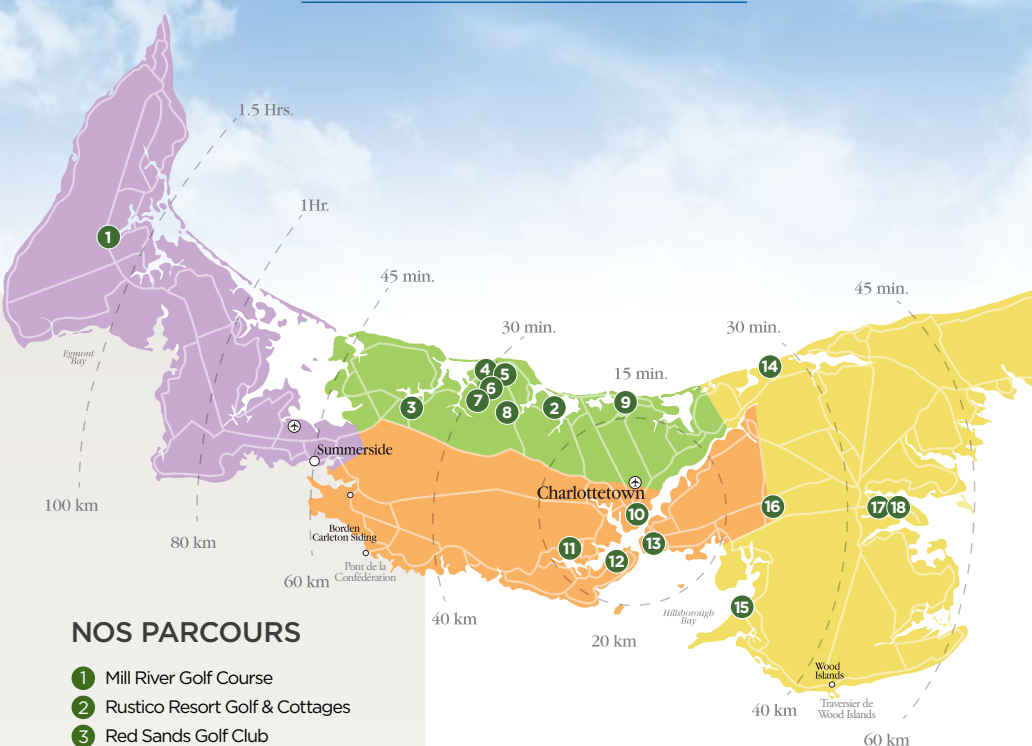 1.5 Hrs.
1Hr.
45 min.
30 min.
15 min.
30 min.
45 min.
1
Egmont
Bay
14
4
5
6
7
8
3
2
9
Summerside
Charlottetown
10
11
12
13
16
17
18
15
100 km
80 km
60 km
40 km
20 km
40 km
60 km
Borden
Carleton Siding
Pont de la
Confédération
Hillsborough
Bay
Wood
Islands
Traversier de
Wood Islands
NOS PARCOURS
1 Mill River Golf Course
2 Rustico Resort Golf & Cottages
3 Red Sands Golf Club